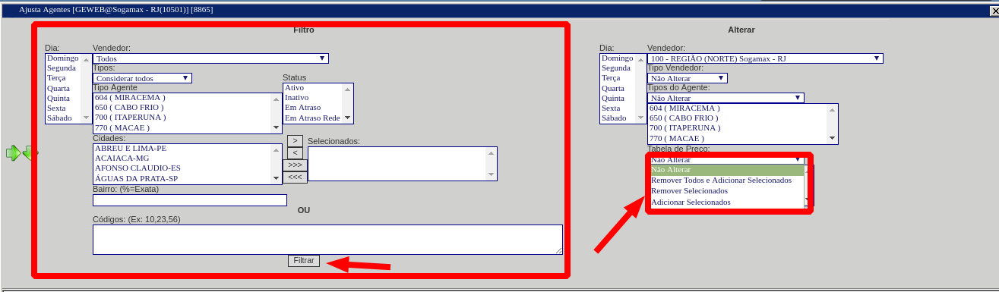 Ajusta Agentes [GEWEB@Sogamax - RJ(10501)] [8865]
Filtro
Dia:
Domingo
Segunda
Terça
Quarta
Quinta
Sexta
Sábado
Vendedor:
Todos
Tipos:
Considerar todos
Tipo Agente
604 ( MIRACEMA )
650 ( CABO FRIO )
700 ( ITAPERUNA )
770 ( MACAE )
Status
Ativo
Inativo
Em Atraso
Em Atraso Rede
Cidades:
ABREU E LIMA-PE
ACAIACA-MG
AFONSO CLAUDIO-ES
ÁGUAS DA PRATA-SP
>
<
>>>
<<<
Selecionados:
Bairro: (%=Exata)
OU
Códigos: (Ex: 10,23,56)
Filtrar
Alterar
Dia:
Domingo
Segunda
Terça
Quarta
Quinta
Sexta
Sábado
Vendedor:
100 - REGIÃO (NORTE) Sogamax - RJ
Tipo Vendedor:
Não Alterar
Tipos do Agente:
Não Alterar
604 ( MIRACEMA )
650 ( CABO FRIO )
700 ( ITAPERUNA )
770 ( MACAE )
Tabela de Preço:
Não Alterar
Não Alterar
Remover Todos e Adicionar Selecionados
Remover Selecionados
Adicionar Selecionados